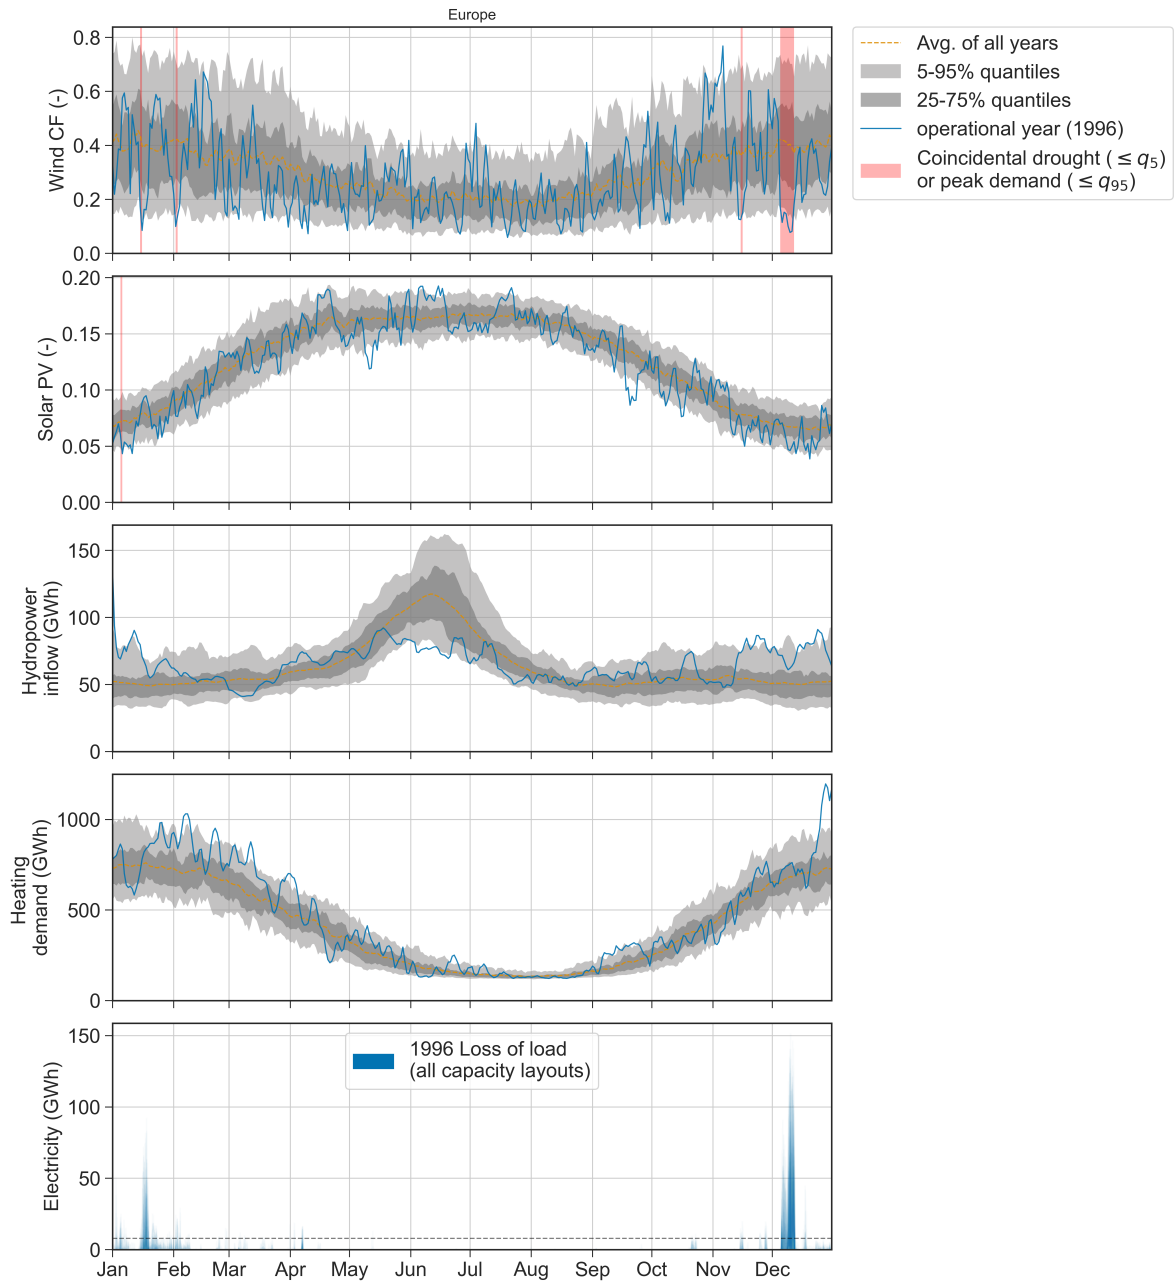 Europe
Wind CF (-)
0.8
0.6
0.4
0.2
0.0
Avg. of all years
5-95% quantiles
25-75% quantiles
operational year (1996)
Coincidental drought (≤ q₅)
or peak demand (≤ q₉₅)
Solar PV (-)
0.20
0.15
0.10
0.05
0.00
Hydropower
inflow (GWh)
150
100
50
0
Heating
demand (GWh)
1000
500
0
Electricity (GWh)
150
100
50
0
1996 Loss of load
(all capacity layouts)
Jan Feb Mar Apr May Jun Jul Aug Sep Oct Nov Dec